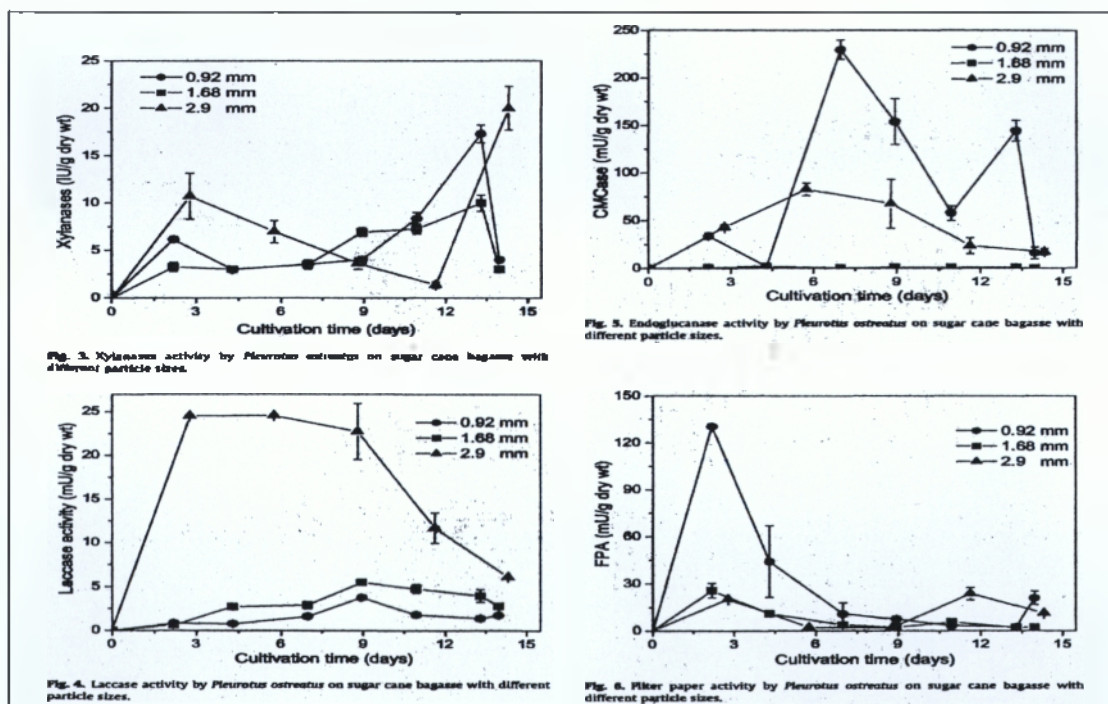 25
20
15
10
5
0
Xylanases (IU/g dry wt)
0.92 mm
1.68 mm
2.9 mm
0 3 6 9 12 15
Cultivation time (days)
Fig. 3. Xylanases activity by Pleurotus ostreatus on sugar cane bagasse with
different particle sizes.
250
200
150
100
50
0
CMCase (mU/g dry wt)
0.92 mm
1.68 mm
2.9 mm
0 3 6 9 12 15
Cultivation time (days)
Fig. 5. Endoglucanase activity by Pleurotus ostreatus on sugar cane bagasse with
different particle sizes.
25
20
15
10
5
0
Laccase activity (mU/g dry wt)
0.92 mm
1.68 mm
2.9 mm
0 3 6 9 12 15
Cultivation time (days)
Fig. 4. Laccase activity by Pleurotus ostreatus on sugar cane bagasse with different
particle sizes.
150
120
90
60
30
0
FPA (mU/g dry wt)
0.92 mm
1.68 mm
2.9 mm
0 3 6 9 12 15
Cultivation time (days)
Fig. 6. Filter paper activity by Pleurotus ostreatus on sugar cane bagasse with
different particle sizes.